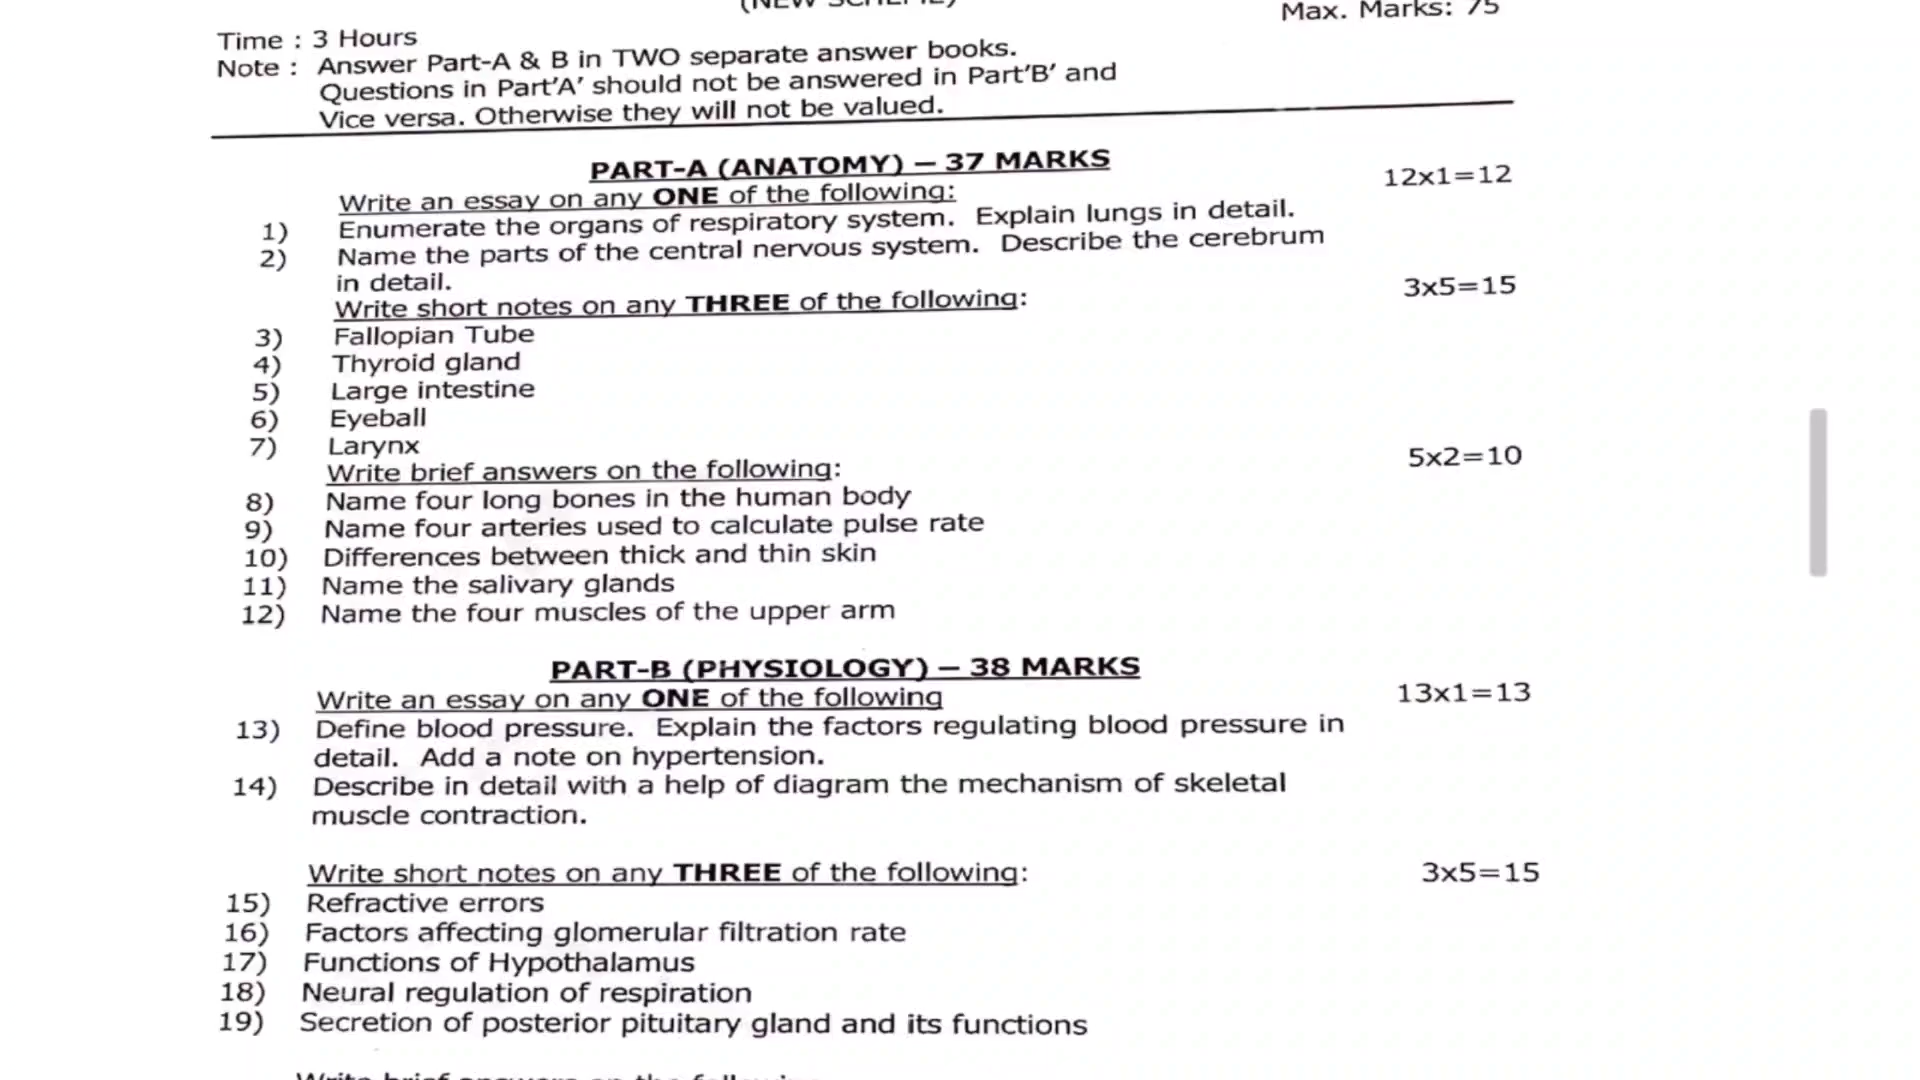 (NEW SCHEME)
Max. Marks: 75
Time : 3 Hours
Note : Answer Part-A & B in TWO separate answer books.
Questions in Part'A' should not be answered in Part'B' and
Vice versa. Otherwise they will not be valued.
PART-A (ANATOMY) – 37 MARKS
Write an essay on any ONE of the following: 12x1=12
1) Enumerate the organs of respiratory system. Explain lungs in detail.
2) Name the parts of the central nervous system. Describe the cerebrum
in detail.
Write short notes on any THREE of the following: 3x5=15
3) Fallopian Tube
4) Thyroid gland
5) Large intestine
6) Eyeball
7) Larynx
Write brief answers on the following: 5x2=10
8) Name four long bones in the human body
9) Name four arteries used to calculate pulse rate
10) Differences between thick and thin skin
11) Name the salivary glands
12) Name the four muscles of the upper arm
PART-B (PHYSIOLOGY) – 38 MARKS
Write an essay on any ONE of the following 13x1=13
13) Define blood pressure. Explain the factors regulating blood pressure in
detail. Add a note on hypertension.
14) Describe in detail with a help of diagram the mechanism of skeletal
muscle contraction.
Write short notes on any THREE of the following: 3x5=15
15) Refractive errors
16) Factors affecting glomerular filtration rate
17) Functions of Hypothalamus
18) Neural regulation of respiration
19) Secretion of posterior pituitary gland and its functions
Write brief answers on the following